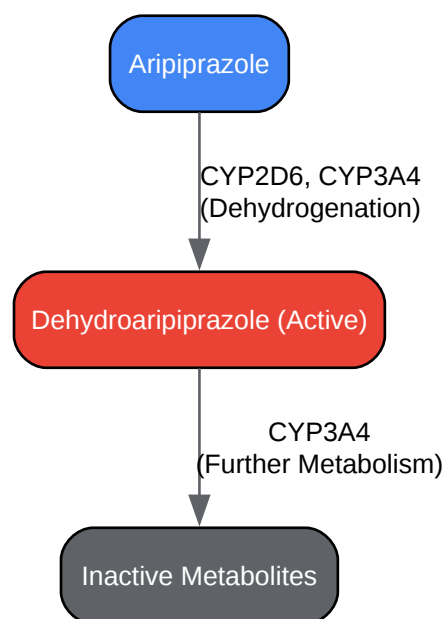 Aripiprazole
CYP2D6, CYP3A4
(Dehydrogenation)
Dehydroaripiprazole (Active)
CYP3A4
(Further Metabolism)
Inactive Metabolites